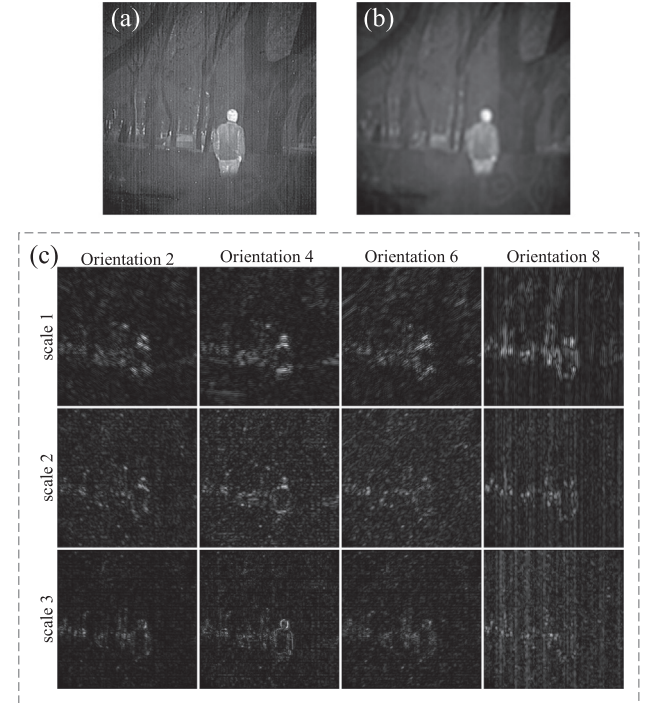 (a)
(b)
(c)
Orientation 2
Orientation 4
Orientation 6
Orientation 8
scale 1
scale 2
scale 3